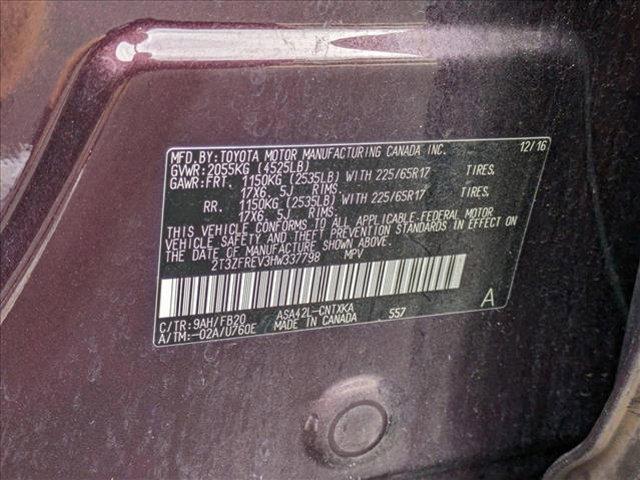 MFD.BY:TOYOTA MOTOR MANUFACTURING CANADA INC. 12/16
GVWR:2055KG (4525LB)
GAWR:FRT. 1150KG (2535LB) WITH 225/65R17 TIRES,
17X6.5J RIMS
RR. 1150KG (2535LB) WITH 225/65R17 TIRES,
17X6.5J RIMS
THIS VEHICLE CONFORMS TO ALL APPLICABLE FEDERAL MOTOR
VEHICLE SAFETY AND THEFT PREVENTION STANDARDS IN EFFECT ON
THE DATE OF MANUFACTURE SHOWN ABOVE.
2T3ZFREV3HW337798 MPV
C/TR:9AH/FB20 ASA42L-CNTXKA
A/TM:-02A/U760E MADE IN CANADA 557 A